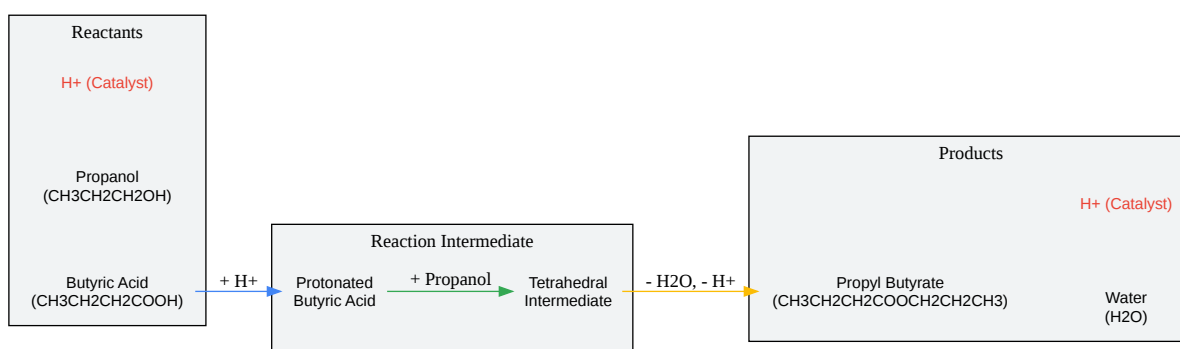 Reactants
H+ (Catalyst)
Propanol
(CH3CH2CH2OH)
Butyric Acid
(CH3CH2CH2COOH)
+ H+
Reaction Intermediate
Protonated
Butyric Acid
+ Propanol
Tetrahedral
Intermediate
- H2O, - H+
Products
H+ (Catalyst)
Propyl Butyrate
(CH3CH2CH2COOCH2CH2CH3)
Water
(H2O)